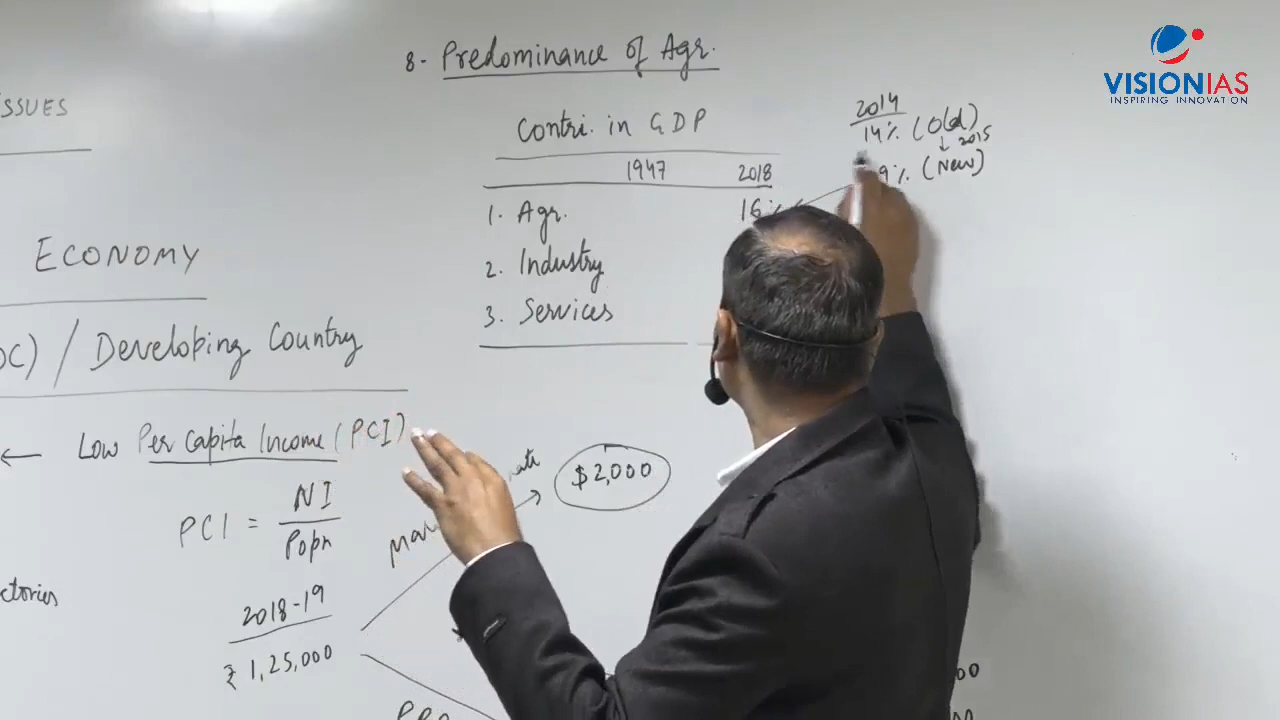 ISSUES
ECONOMY
DC) / Developing Country
← Low Per Capita Income (PCI)
PCI = NI
Popn
ctories
2018-19
₹ 1,25,000
$2,000
8- Predominance of Agr.
Contri. in GDP
1947 2018
1. Agr. 16%
2. Industry
3. Services
2014
14% (Old)
↓ 2015
9% (New)
VISIONIAS
INSPIRING INNOVATION